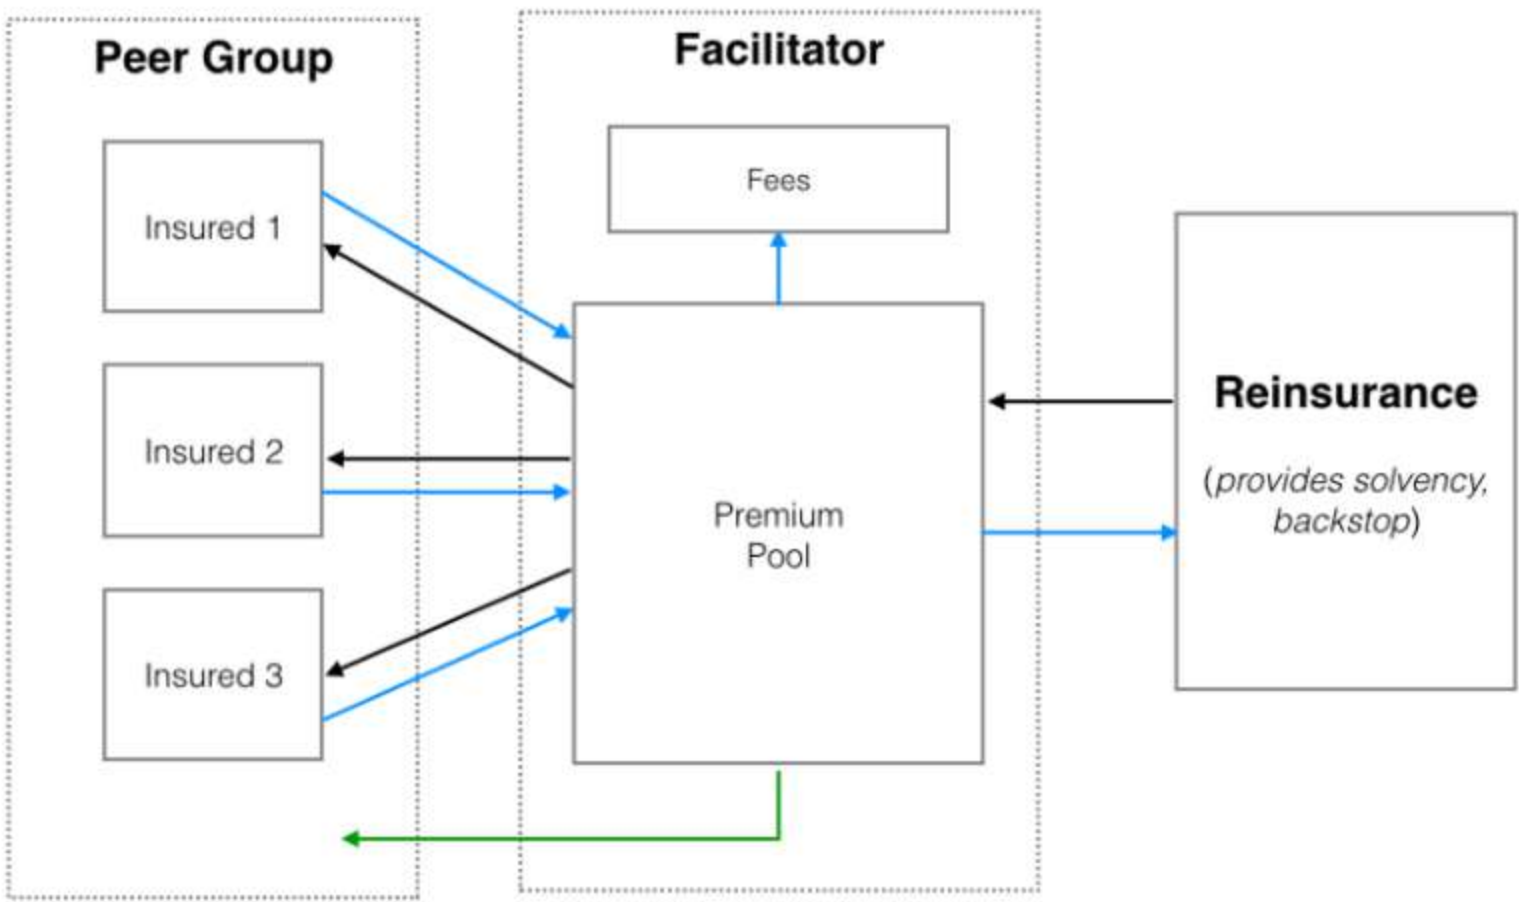 Peer Group
Facilitator
Insured 1
Fees
Insured 2
Premium
Pool
Insured 3
Reinsurance
(provides solvency,
backstop)